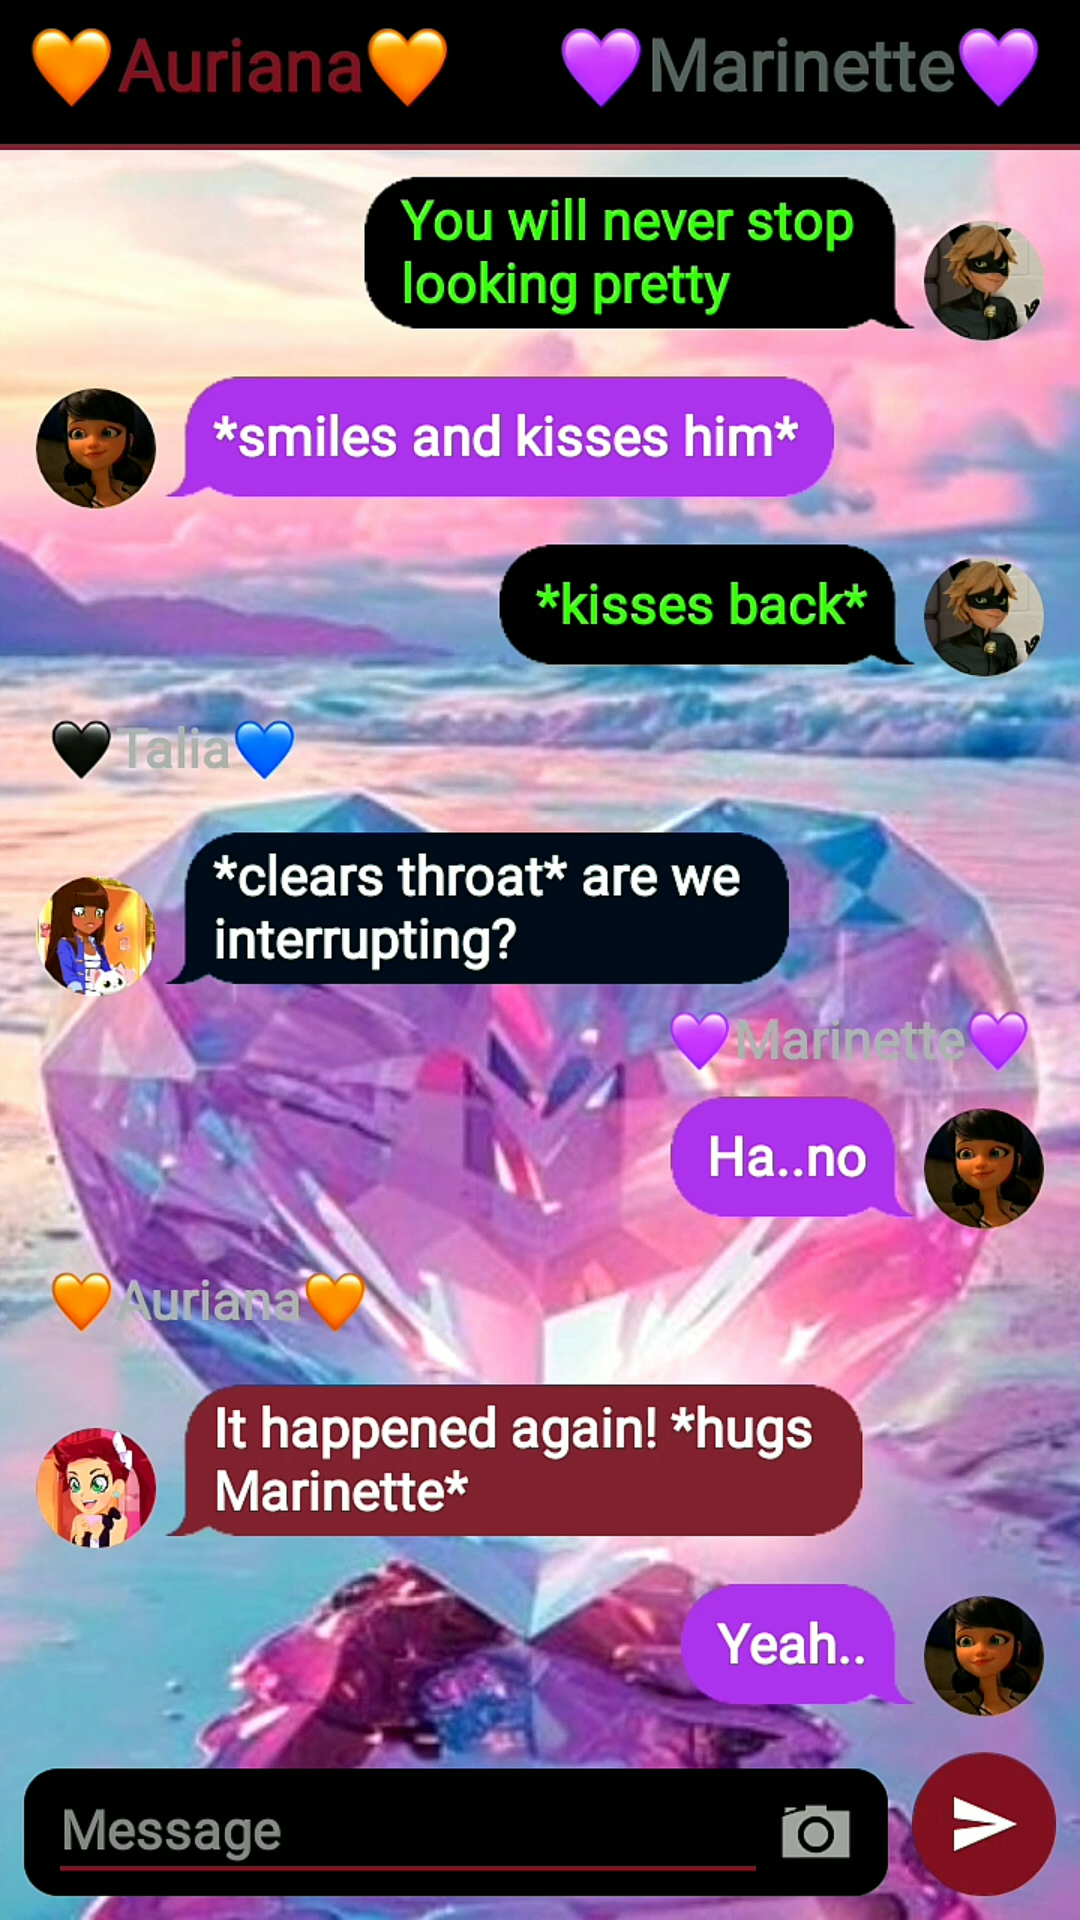 🧡Auriana🧡 💜Marinette💜
You will never stop
looking pretty
*smiles and kisses him*
*kisses back*
🖤Talia💙
*clears throat* are we
interrupting?
💜Marinette💜
Ha..no
🧡Auriana🧡
It happened again! *hugs
Marinette*
Yeah..
Message